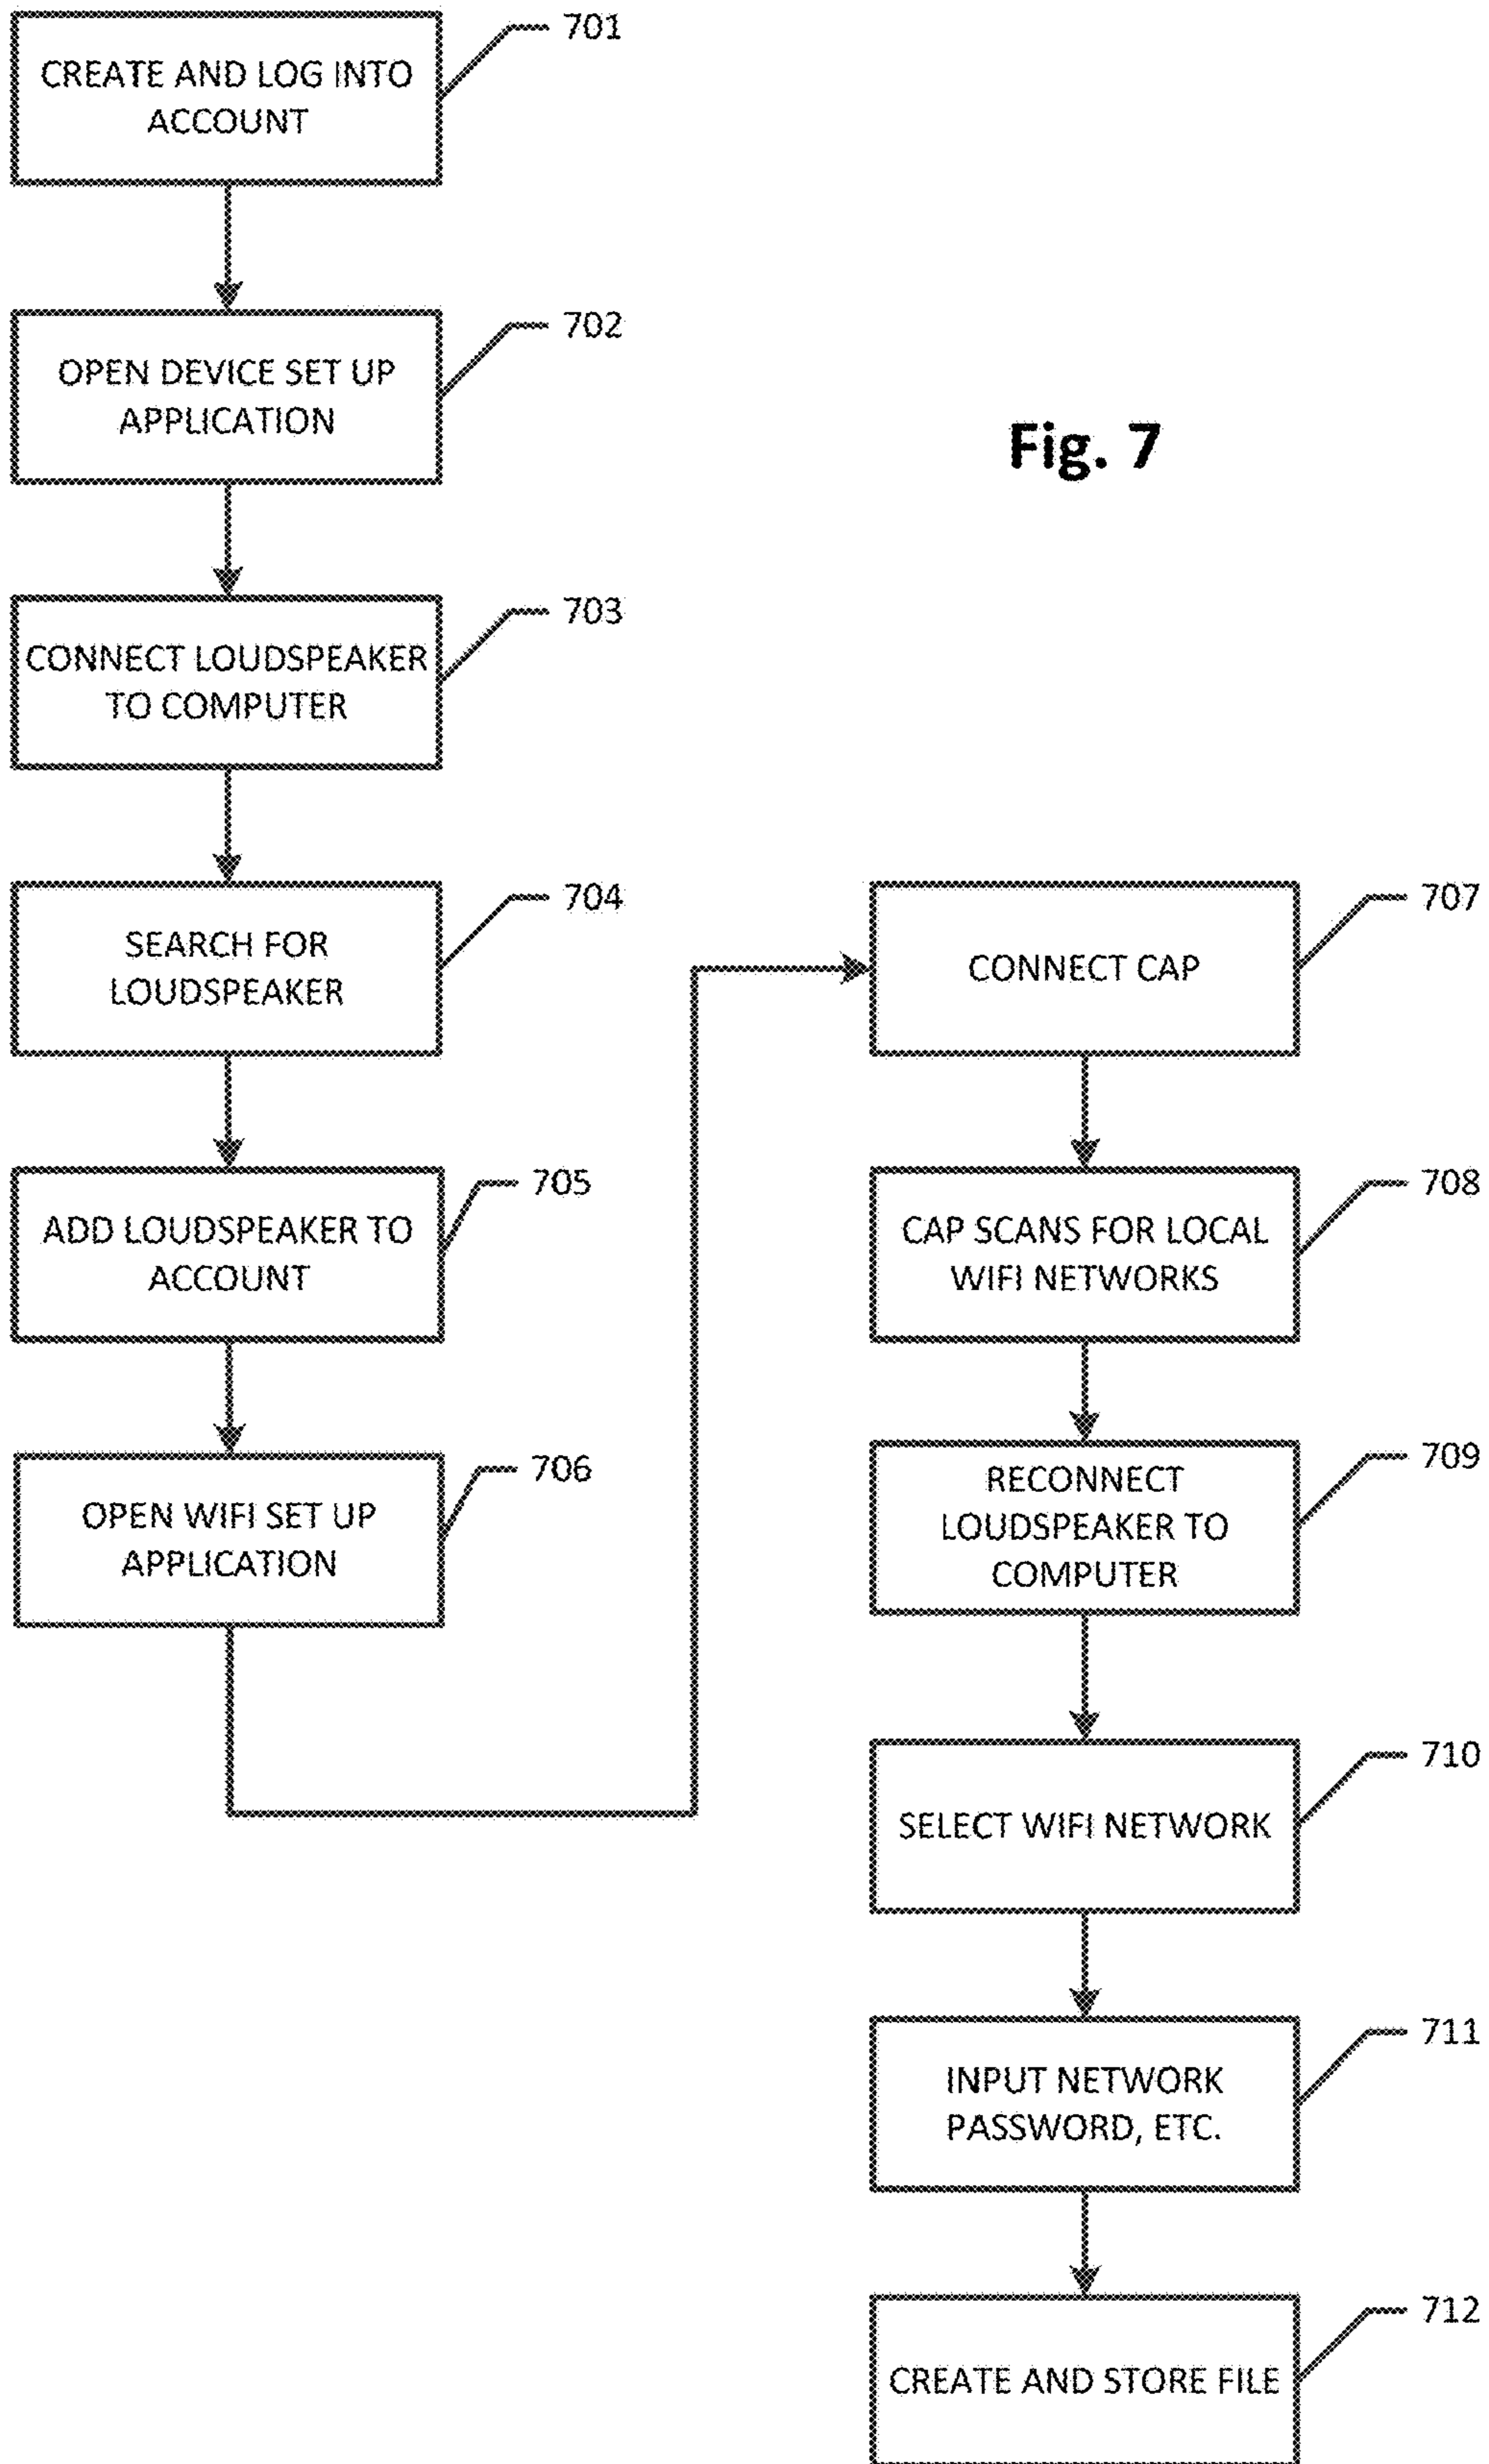 701
CREATE AND LOG INTO
ACCOUNT
702
OPEN DEVICE SET UP
APPLICATION
Fig. 7
703
CONNECT LOUDSPEAKER
TO COMPUTER
704
SEARCH FOR
LOUDSPEAKER
705
ADD LOUDSPEAKER TO
ACCOUNT
706
OPEN WIFI SET UP
APPLICATION
707
CONNECT CAP
708
CAP SCANS FOR LOCAL
WIFI NETWORKS
709
RECONNECT
LOUDSPEAKER TO
COMPUTER
710
SELECT WIFI NETWORK
711
INPUT NETWORK
PASSWORD, ETC.
712
CREATE AND STORE FILE